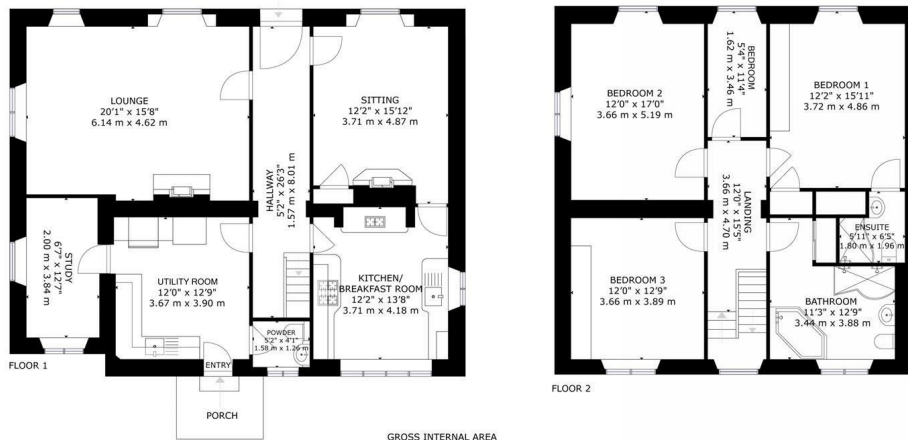 LOUNGE
20'1" x 15'8"
6.14 m x 4.62 m
HALLWAY
5'2" x 26'3"
1.57 m x 8.01 m
SITTING
12'2" x 15'12"
3.71 m x 4.87 m
STUDY
6'7" x 12'7"
2.00 m x 3.84 m
UTILITY ROOM
12'0" x 12'9"
3.67 m x 3.90 m
KITCHEN/
BREAKFAST ROOM
12'2" x 13'8"
3.71 m x 4.18 m
POWDER
5'2" x 4'1"
1.58 m x 1.26 m
ENTRY
PORCH
FLOOR 1
BEDROOM 2
12'0" x 17'0"
3.66 m x 5.19 m
BEDROOM
5'4" x 11'4"
1.62 m x 3.46 m
BEDROOM 1
12'2" x 15'11"
3.72 m x 4.86 m
LANDING
12'0" x 15'5"
3.66 m x 4.70 m
ENSUITE
5'11" x 6'5"
1.80 m x 1.96 m
BEDROOM 3
12'0" x 12'9"
3.66 m x 3.89 m
BATHROOM
11'3" x 12'9"
3.44 m x 3.88 m
FLOOR 2
GROSS INTERNAL AREA